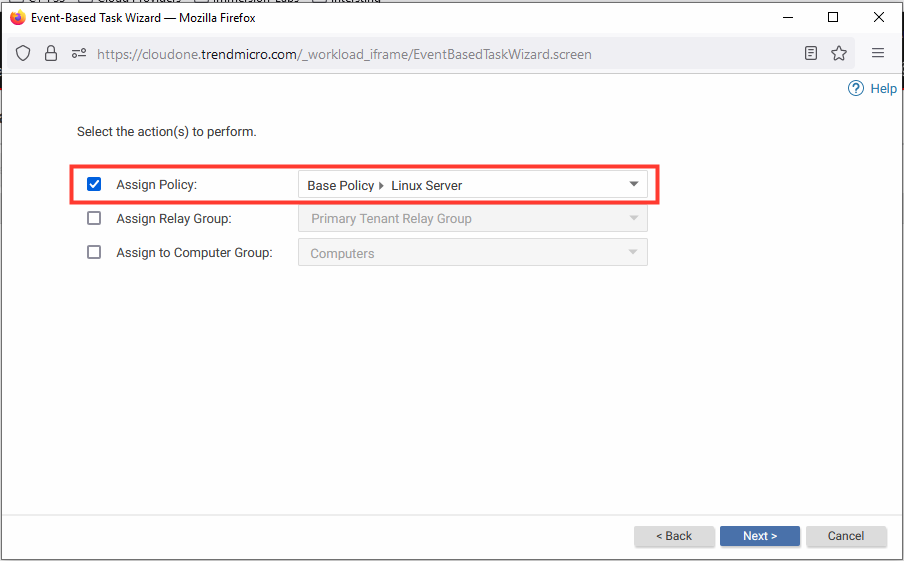 Event-Based Task Wizard — Mozilla Firefox
https://cloudone.trendmicro.com/_workload_iframe/EventBasedTaskWizard.screen
Help
Select the action(s) to perform.
Assign Policy: Base Policy Linux Server
Assign Relay Group: Primary Tenant Relay Group
Assign to Computer Group: Computers
< Back Next > Cancel